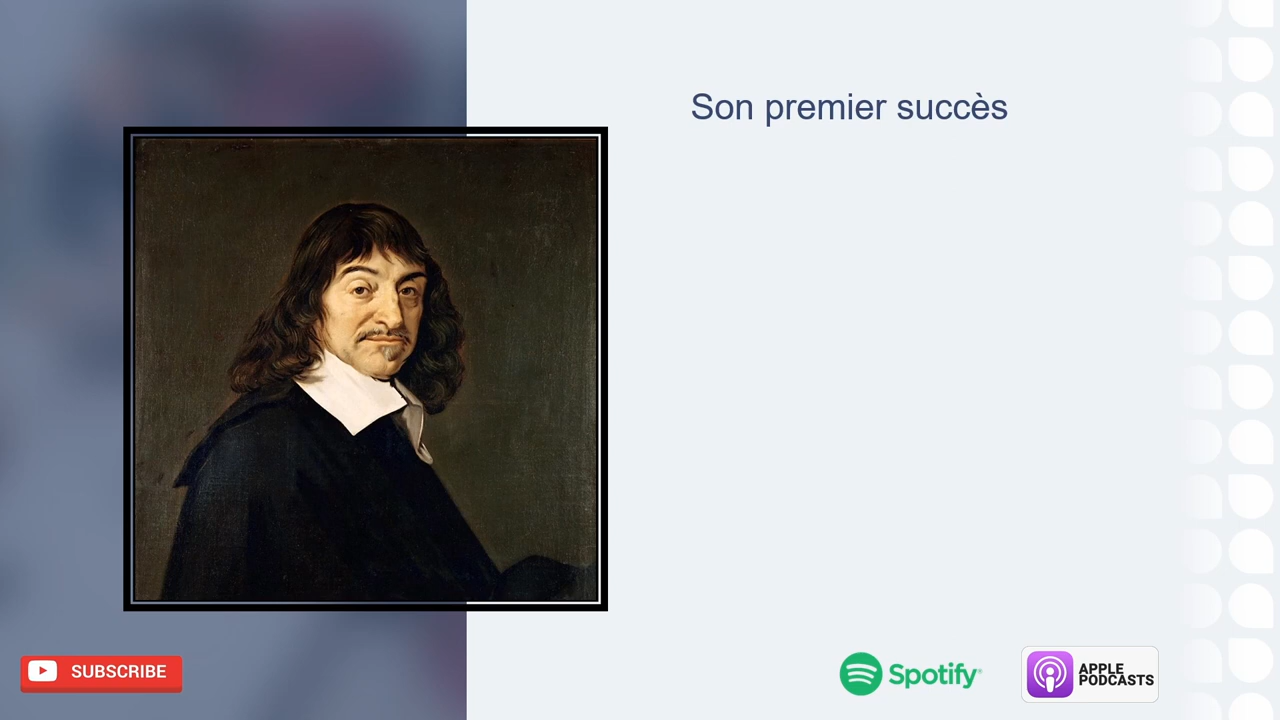 Son premier succès
SUBSCRIBE
Spotify®
APPLE
PODCASTS